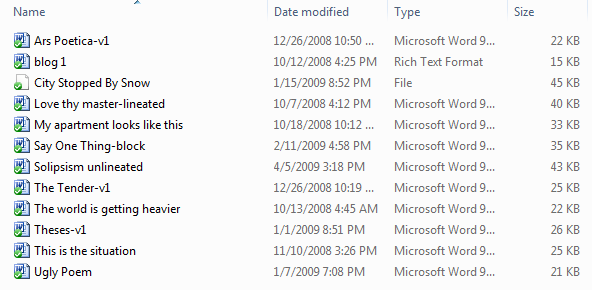 Name Date modified Type Size
Ars Poetica-v1 12/26/2008 10:50 ... Microsoft Word 9... 22 KB
blog 1 10/12/2008 4:25 PM Rich Text Format 15 KB
City Stopped By Snow 1/15/2009 8:52 PM File 45 KB
Love thy master-lineated 10/7/2008 4:12 PM Microsoft Word 9... 40 KB
My apartment looks like this 10/18/2008 10:12 ... Microsoft Word 9... 33 KB
Say One Thing-block 2/11/2009 4:58 PM Microsoft Word 9... 35 KB
Solipsism unlineated 4/5/2009 3:18 PM Microsoft Word 9... 43 KB
The Tender-v1 12/26/2008 10:19 ... Microsoft Word 9... 25 KB
The world is getting heavier 10/13/2008 4:45 AM Microsoft Word 9... 22 KB
Theses-v1 1/1/2009 8:51 PM Microsoft Word 9... 26 KB
This is the situation 11/10/2008 3:26 PM Microsoft Word 9... 25 KB
Ugly Poem 1/7/2009 7:08 PM Microsoft Word 9... 21 KB